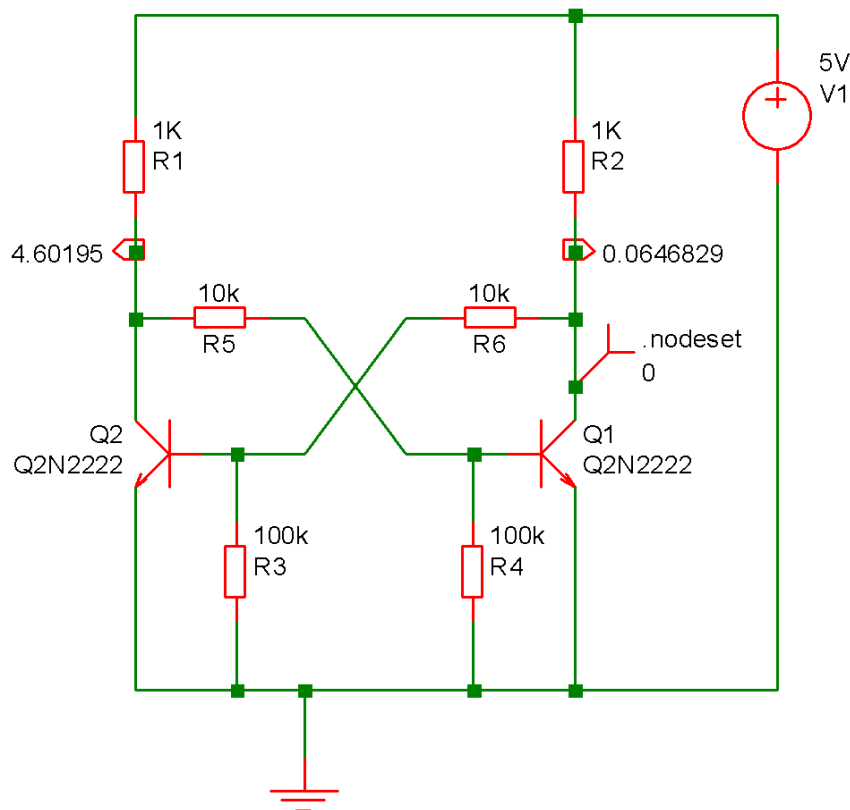 5V
V1
1K
R1
1K
R2
4.60195
0.0646829
10k
R5
10k
R6
.nodeset
0
Q2
Q2N2222
Q1
Q2N2222
100k
R3
100k
R4